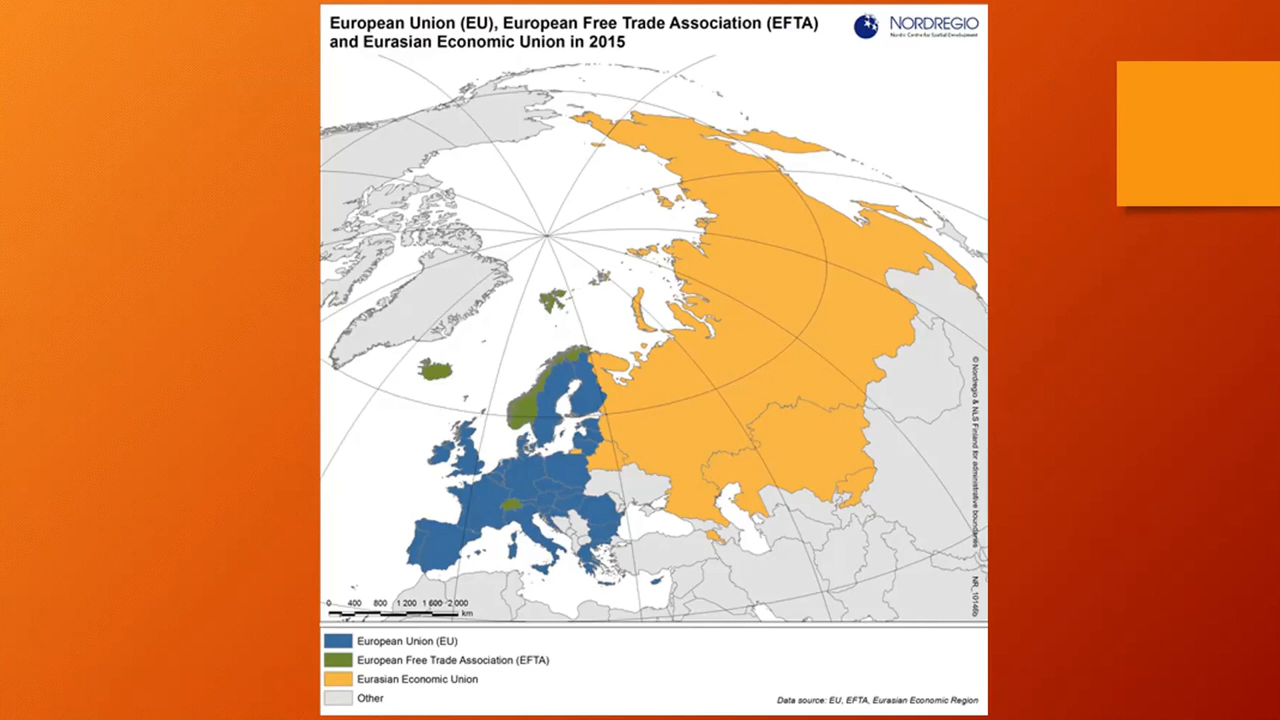 European Union (EU), European Free Trade Association (EFTA)
and Eurasian Economic Union in 2015
NORDREGIO
Nordic Centre for Spatial Development
© Nordregio & NLS Finland for administrative boundaries
NR_10146b
0 400 800 1 200 1 600 2 000
km
European Union (EU)
European Free Trade Association (EFTA)
Eurasian Economic Union
Other
Data source: EU, EFTA, Eurasian Economic Region